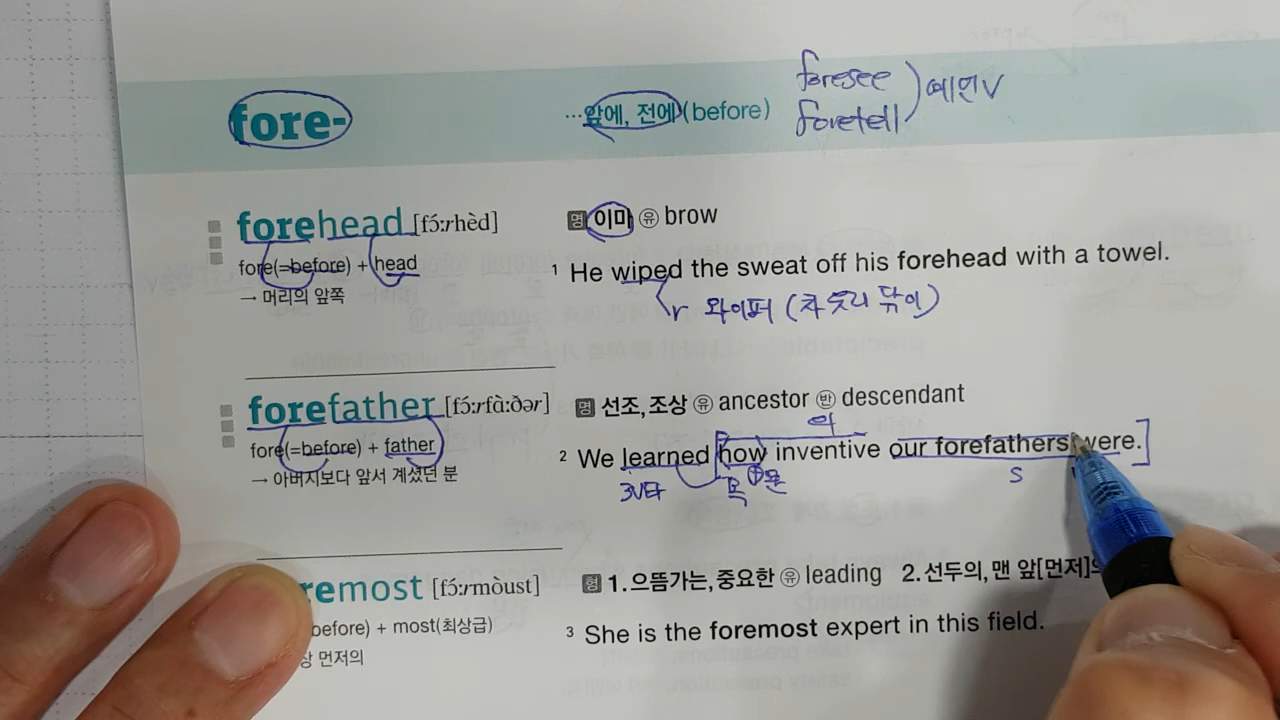 fore- …앞에, 전에(before) foresee
foretell 예언V
forehead [fɔ́ːrhèd] 명 이마 유 brow
fore(=before) + head
→ 머리의 앞쪽
1 He wiped the sweat off his forehead with a towel.
r 와이퍼 (차 유리 닦이)
forefather [fɔ́ːrfàːðər] 명 선조, 조상 유 ancestor 반 descendant
fore(=before) + father
→ 아버지보다 앞서 계셨던 분
2 We learned how inventive our forefathers were.
3V타 목 S
remost [fɔ́ːrmòust] 형 1. 으뜸가는, 중요한 유 leading 2. 선두의, 맨 앞[먼저]의
before) + most(최상급)
상 먼저의
3 She is the foremost expert in this field.